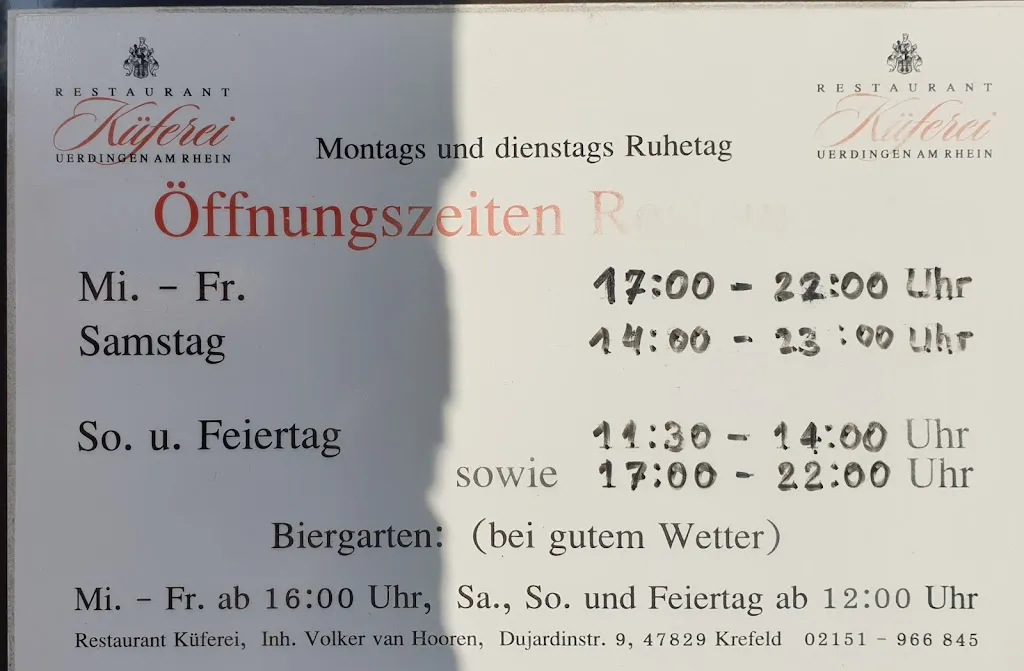 RESTAURANT
Küferei
UERDINGEN AM RHEIN
RESTAURANT
Küferei
UERDINGEN AM RHEIN
Montags und dienstags Ruhetag
Öffnungszeiten
Mi. – Fr. 17:00 – 22:00 Uhr
Samstag 14:00 – 23:00 Uhr
So. u. Feiertag 11:30 – 14:00 Uhr
sowie 17:00 – 22:00 Uhr
Biergarten: (bei gutem Wetter)
Mi. – Fr. ab 16:00 Uhr, Sa., So. und Feiertag ab 12:00 Uhr
Restaurant Küferei, Inh. Volker van Hooren, Dujardinstr. 9, 47829 Krefeld 02151 – 966 845